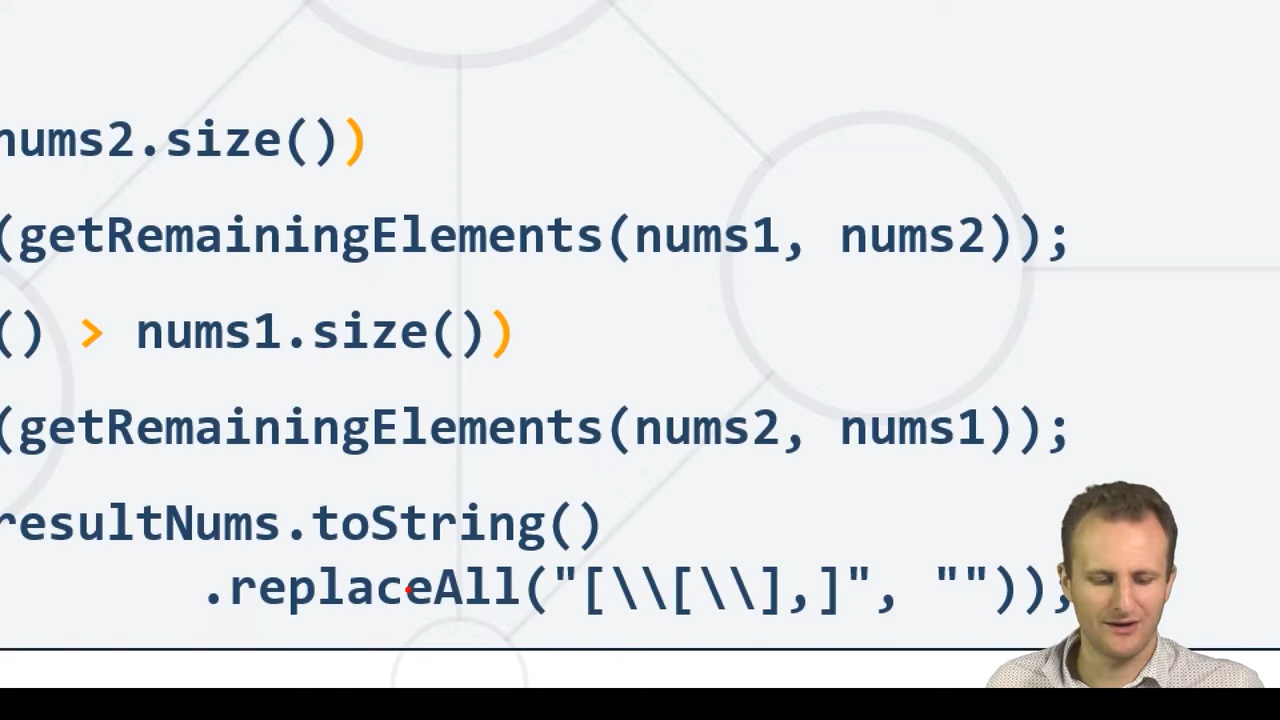 nums2.size())
(getRemainingElements(nums1, nums2));
() > nums1.size())
(getRemainingElements(nums2, nums1));
resultNums.toString()
.replaceAll("[\\[\\],]", ""));